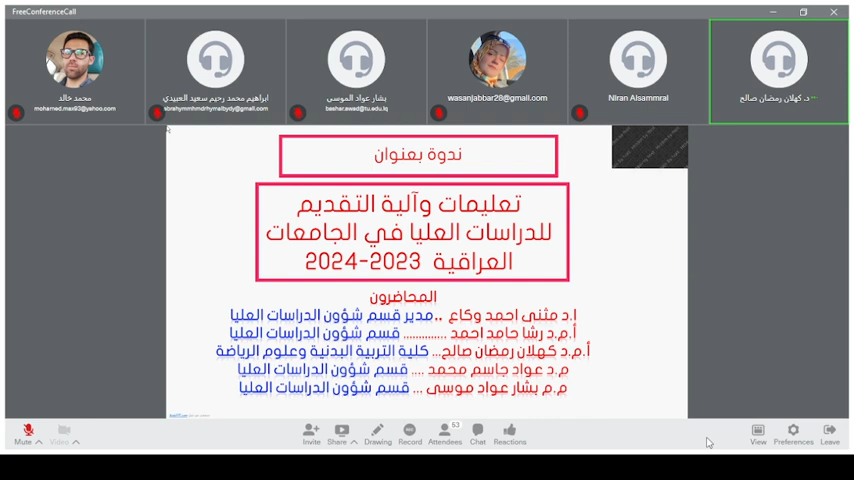 FreeConferenceCall
محمد خالد
mohamed.max93@yahoo.com
ابراهيم محمد رحيم سعيد العبيدي
بشار عواد الموسى
bashar.awad@tu.edu.iq
wasanjabbar28@gmail.com
Niran Alsammral
د. كهلان رمضان صالح
ندوة بعنوان
تعليمات وآلية التقديم
للدراسات العليا في الجامعات
العراقية 2023-2024
المحاضرون
ا.د مثنى احمد وكاع .. مدير قسم شؤون الدراسات العليا
أ.م.د رشا حامد احمد ............. قسم شؤون الدراسات العليا
أ.م.د كهلان رمضان صالح... كلية التربية البدنية وعلوم الرياضة
م.د عواد جاسم محمد .... قسم شؤون الدراسات العليا
م.م بشار عواد موسى ... قسم شؤون الدراسات العليا
Mute Video Invite Share Drawing Record Attendees 53 Chat Reactions View Preferences Leave